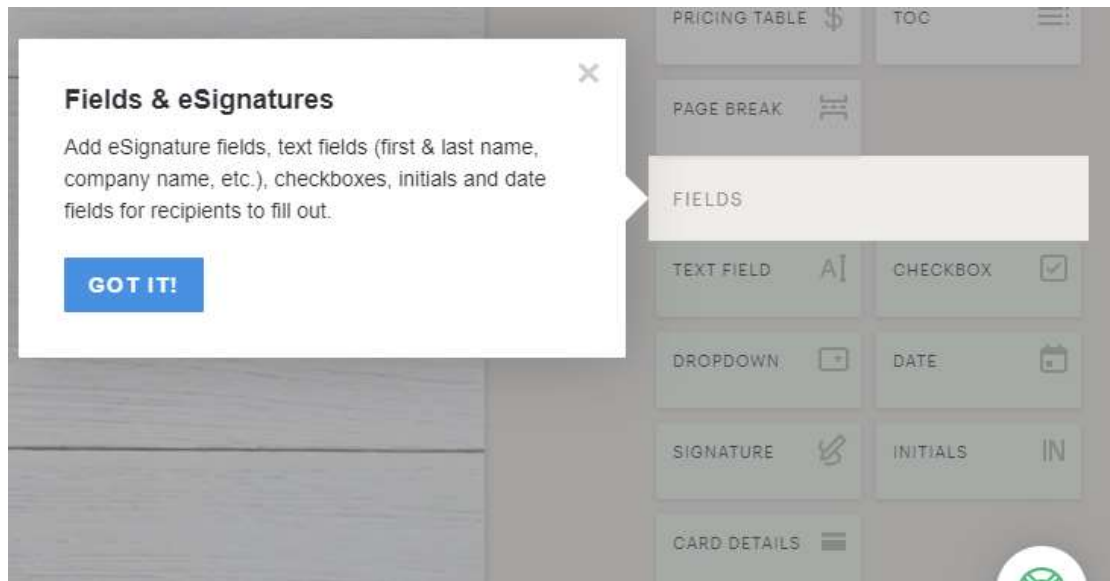 PRICING TABLE
TOC
×
Fields & eSignatures
Add eSignature fields, text fields (first & last name,
company name, etc.), checkboxes, initials and date
fields for recipients to fill out.
GOT IT!
PAGE BREAK
FIELDS
TEXT FIELD
CHECKBOX
DROPDOWN
DATE
SIGNATURE
INITIALS IN
CARD DETAILS